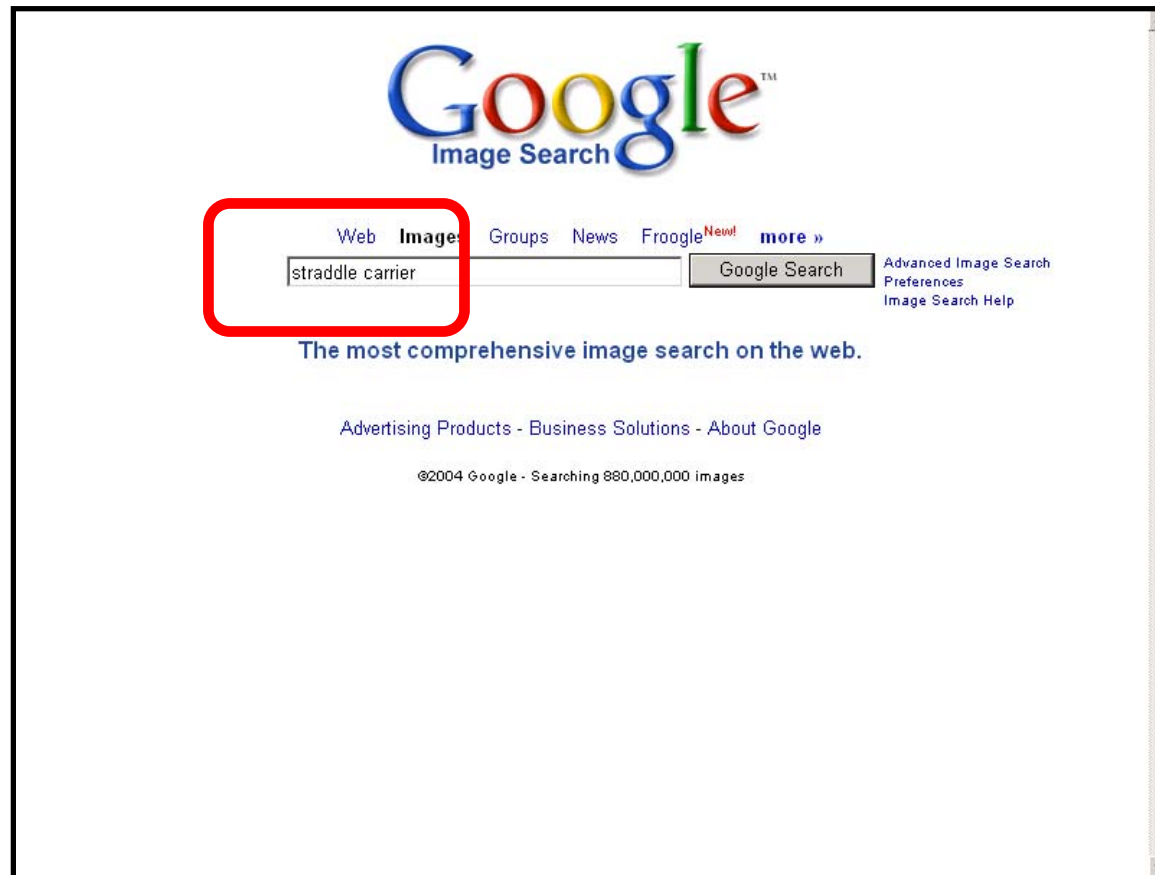 Google™
Image Search
Web Images Groups News Froogle New! more »
straddle carrier Google Search
Advanced Image Search
Preferences
Image Search Help
The most comprehensive image search on the web.
Advertising Products - Business Solutions - About Google
©2004 Google - Searching 880,000,000 images